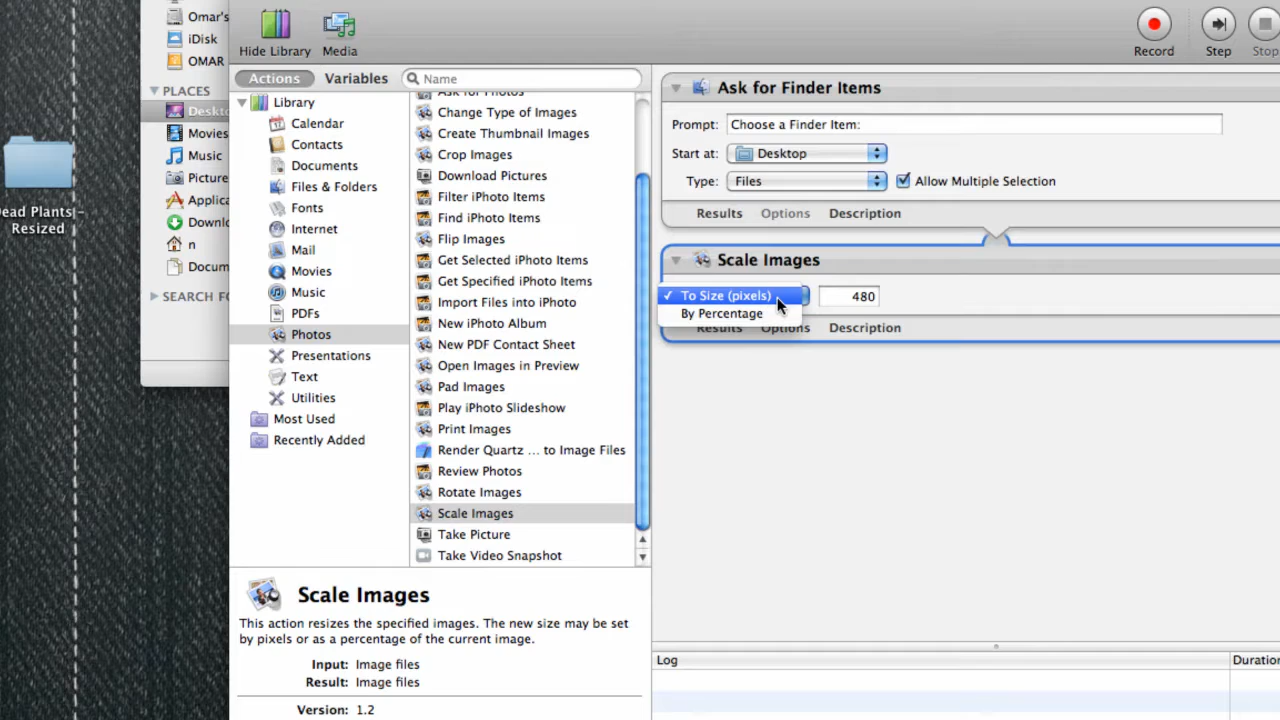 Omar's
iDisk
OMAR
PLACES
Deskto
Movies
Music
Picture
Applica
Downlo
n
Docum
SEARCH FO
ead Plants -
Resized
Hide Library
Media
Record
Step
Stop
Actions
Variables
Name
Library
Calendar
Contacts
Documents
Files & Folders
Fonts
Internet
Mail
Movies
Music
PDFs
Photos
Presentations
Text
Utilities
Most Used
Recently Added
Ask for Photos
Change Type of Images
Create Thumbnail Images
Crop Images
Download Pictures
Filter iPhoto Items
Find iPhoto Items
Flip Images
Get Selected iPhoto Items
Get Specified iPhoto Items
Import Files into iPhoto
New iPhoto Album
New PDF Contact Sheet
Open Images in Preview
Pad Images
Play iPhoto Slideshow
Print Images
Render Quartz ... to Image Files
Review Photos
Rotate Images
Scale Images
Take Picture
Take Video Snapshot
Scale Images
This action resizes the specified images. The new size may be set
by pixels or as a percentage of the current image.
Input: Image files
Result: Image files
Version: 1.2
Ask for Finder Items
Prompt: Choose a Finder Item:
Start at: Desktop
Type: Files Allow Multiple Selection
Results Options Description
Scale Images
✓ To Size (pixels) 480
By Percentage
Results Options Description
Log
Duration